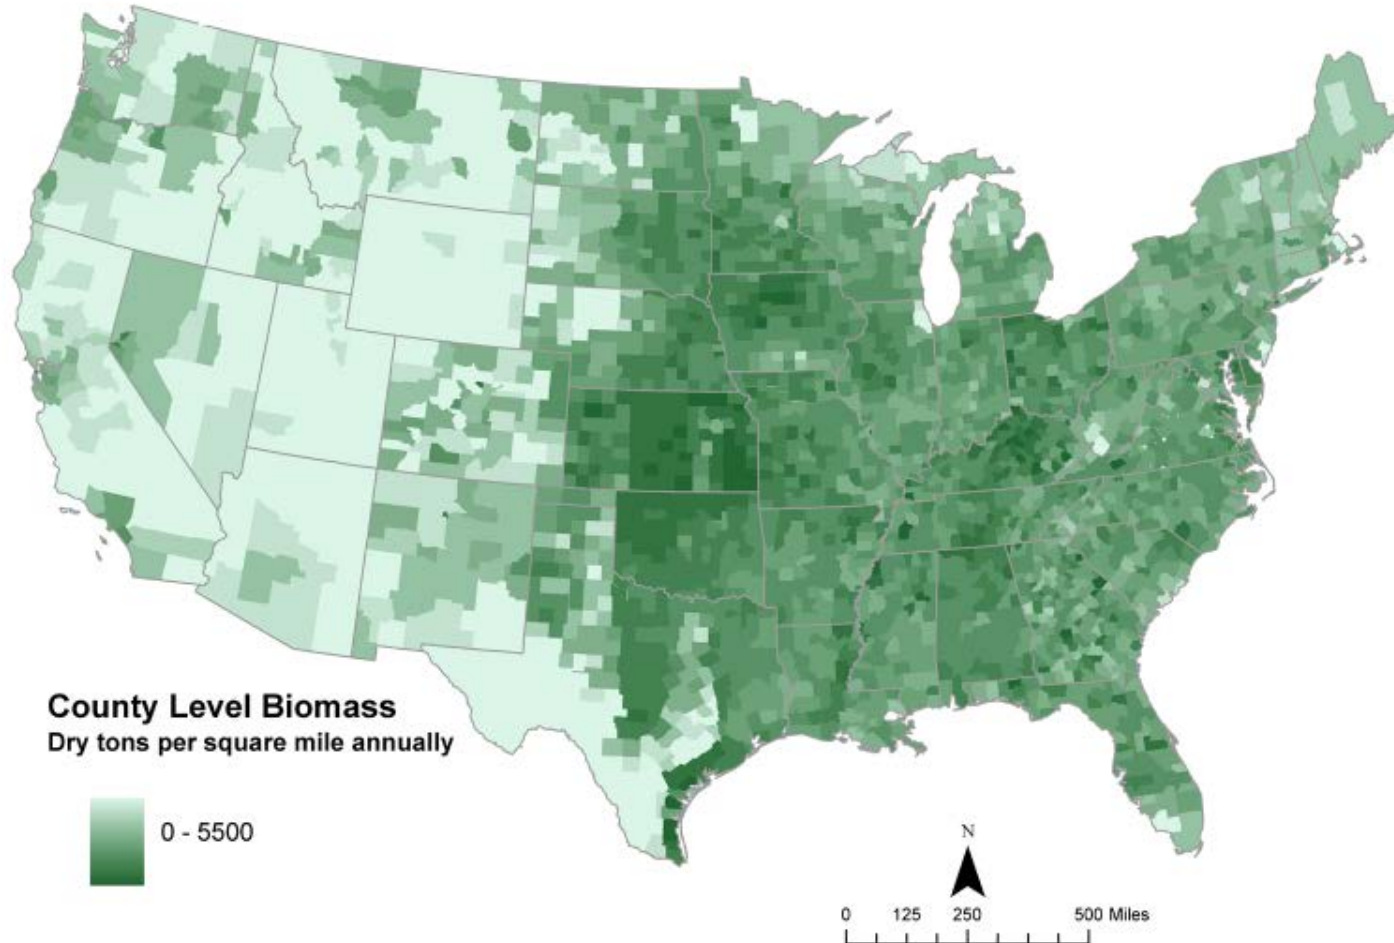 County Level Biomass
Dry tons per square mile annually
0 - 5500
N
0 125 250 500 Miles